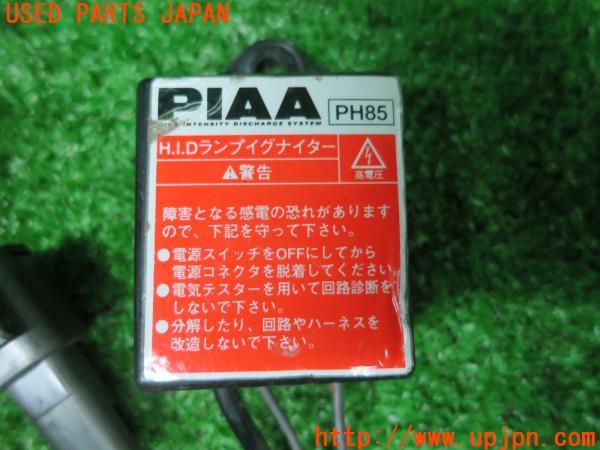 USED PARTS JAPAN
PIAA
PH85
HIGH INTENSITY DISCHARGE SYSTEM
H.I.Dランプイグナイター
⚠警告
高電圧
障害となる感電の恐れがあります
ので、下記を守って下さい。
●電源スイッチをOFFにしてから
電源コネクタを脱着してください。
●電気テスターを用いて回路診断を
しないで下さい。
●分解したり、回路やハーネスを
改造しないで下さい。
http://www.upjpn.com